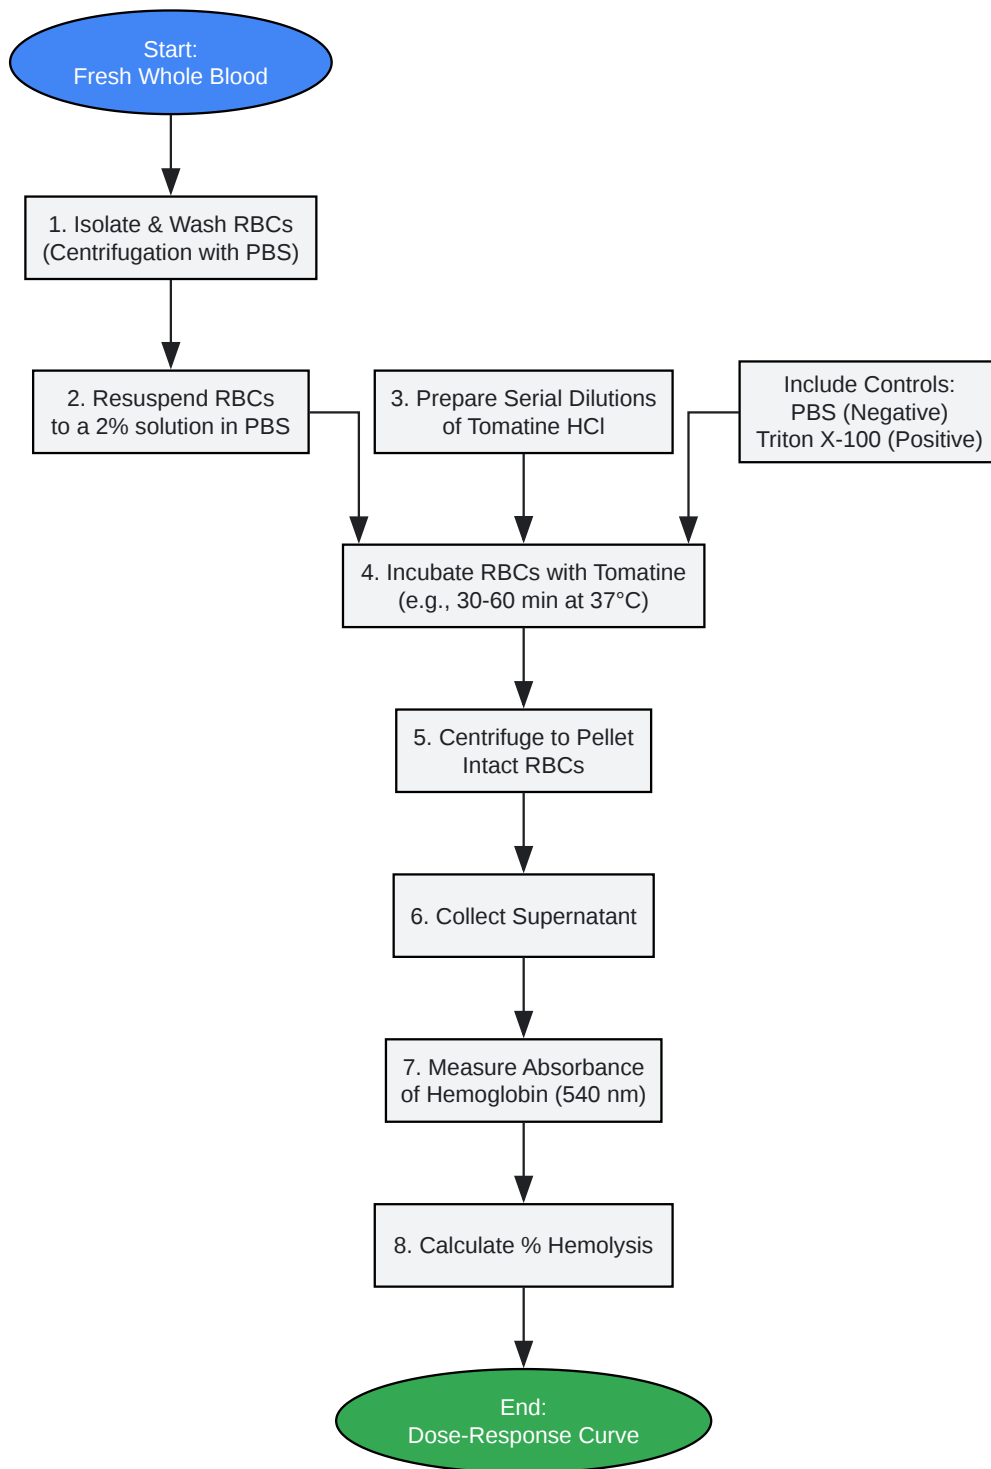 Start:
Fresh Whole Blood
1. Isolate & Wash RBCs
(Centrifugation with PBS)
2. Resuspend RBCs
to a 2% solution in PBS
3. Prepare Serial Dilutions
of Tomatine HCl
Include Controls:
PBS (Negative)
Triton X-100 (Positive)
4. Incubate RBCs with Tomatine
(e.g., 30-60 min at 37°C)
5. Centrifuge to Pellet
Intact RBCs
6. Collect Supernatant
7. Measure Absorbance
of Hemoglobin (540 nm)
8. Calculate % Hemolysis
End:
Dose-Response Curve